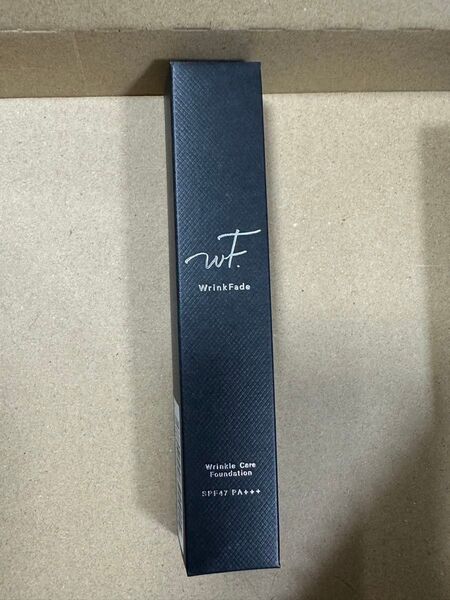 WF.
WrinkFade
Wrinkle Care
Foundation
SPF47 PA+++